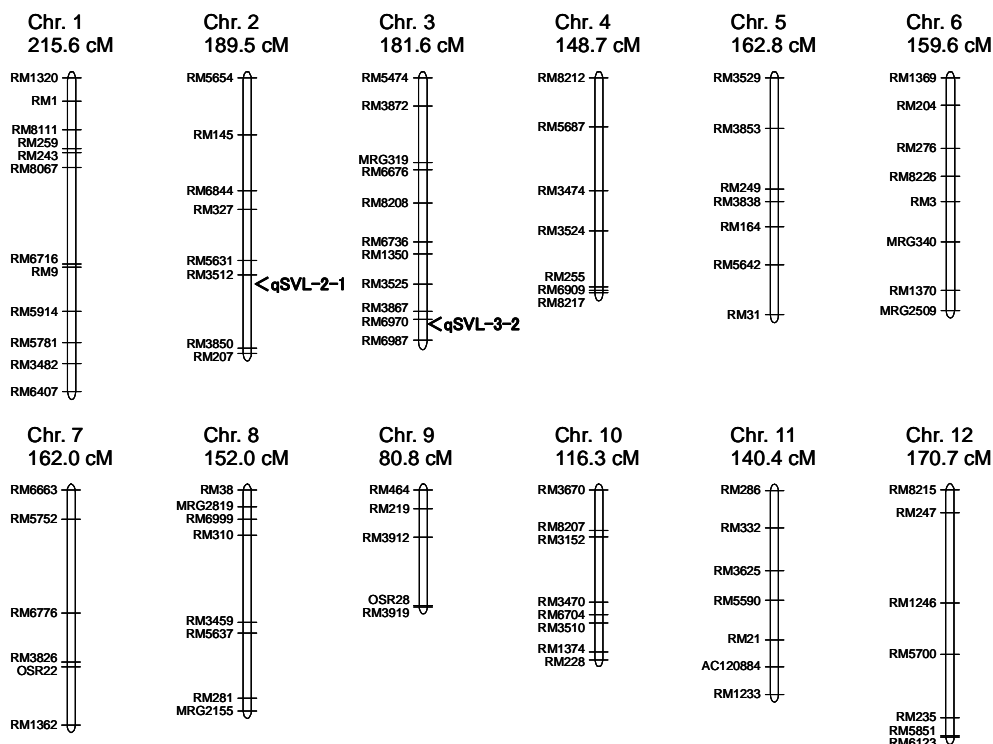 Chr. 1
215.6 cM
RM1320
RM1
RM8111
RM259
RM243
RM8067
RM6716
RM9
RM5914
RM5781
RM3482
RM6407
Chr. 2
189.5 cM
RM5654
RM145
RM6844
RM327
RM5631
RM3512
qSVL-2-1
RM3850
RM207
Chr. 3
181.6 cM
RM5474
RM3872
MRG319
RM6676
RM8208
RM6736
RM1350
RM3525
RM3867
RM6970
qSVL-3-2
RM6987
Chr. 4
148.7 cM
RM8212
RM5687
RM3474
RM3524
RM255
RM6909
RM8217
Chr. 5
162.8 cM
RM3529
RM3853
RM249
RM3838
RM164
RM5642
RM31
Chr. 6
159.6 cM
RM1369
RM204
RM276
RM8226
RM3
MRG340
RM1370
MRG2509
Chr. 7
162.0 cM
RM6663
RM5752
RM6776
RM3826
OSR22
RM1362
Chr. 8
152.0 cM
RM38
MRG2819
RM6999
RM310
RM3459
RM5637
RM281
MRG2155
Chr. 9
80.8 cM
RM464
RM219
RM3912
OSR28
RM3919
Chr. 10
116.3 cM
RM3670
RM8207
RM3152
RM3470
RM6704
RM3510
RM1374
RM228
Chr. 11
140.4 cM
RM286
RM332
RM3625
RM5590
RM21
AC120884
RM1233
Chr. 12
170.7 cM
RM8215
RM247
RM1246
RM5700
RM235
RM5851
RM6123